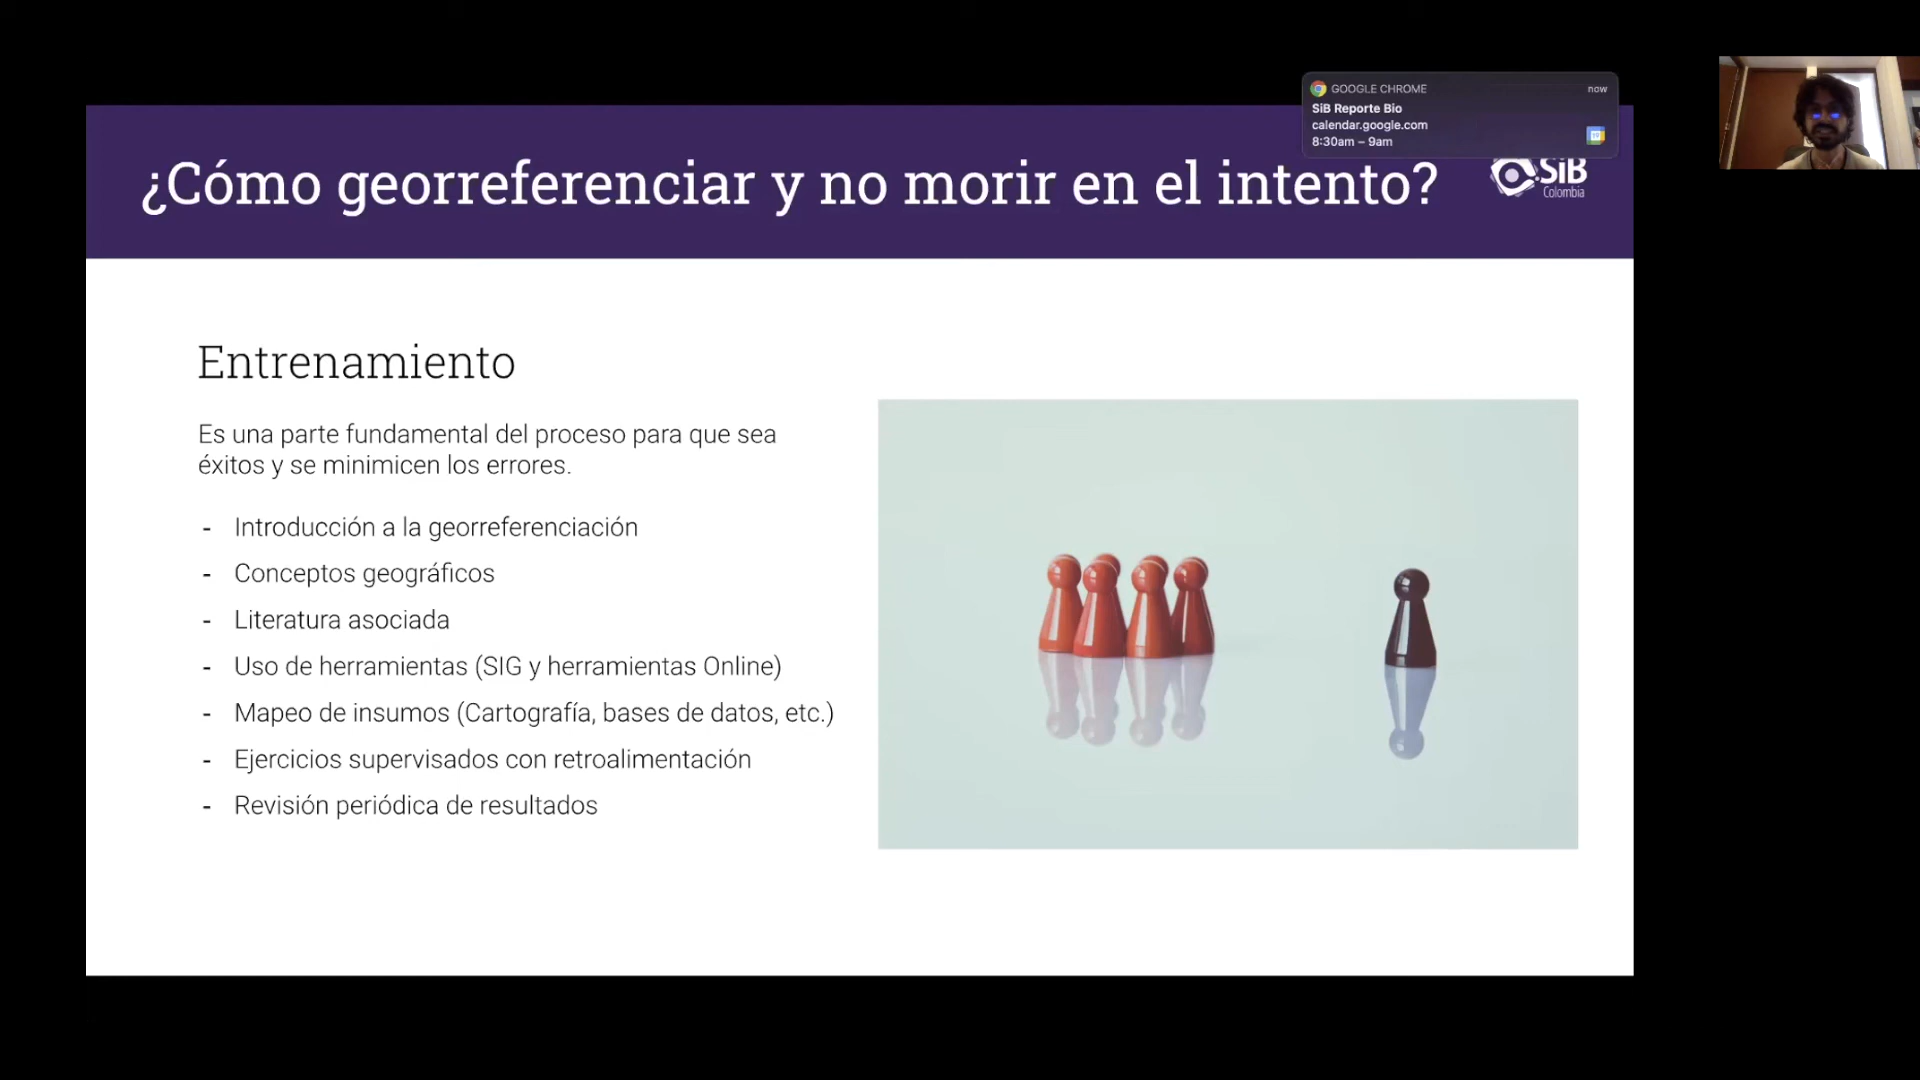 GOOGLE CHROME
now
SiB Reporte Bio
calendar.google.com
8:30am – 9am
¿Cómo georreferenciar y no morir en el intento?
SiB
Colombia
Entrenamiento
Es una parte fundamental del proceso para que sea
éxitos y se minimicen los errores.
- Introducción a la georreferenciación
- Conceptos geográficos
- Literatura asociada
- Uso de herramientas (SIG y herramientas Online)
- Mapeo de insumos (Cartografía, bases de datos, etc.)
- Ejercicios supervisados con retroalimentación
- Revisión periódica de resultados